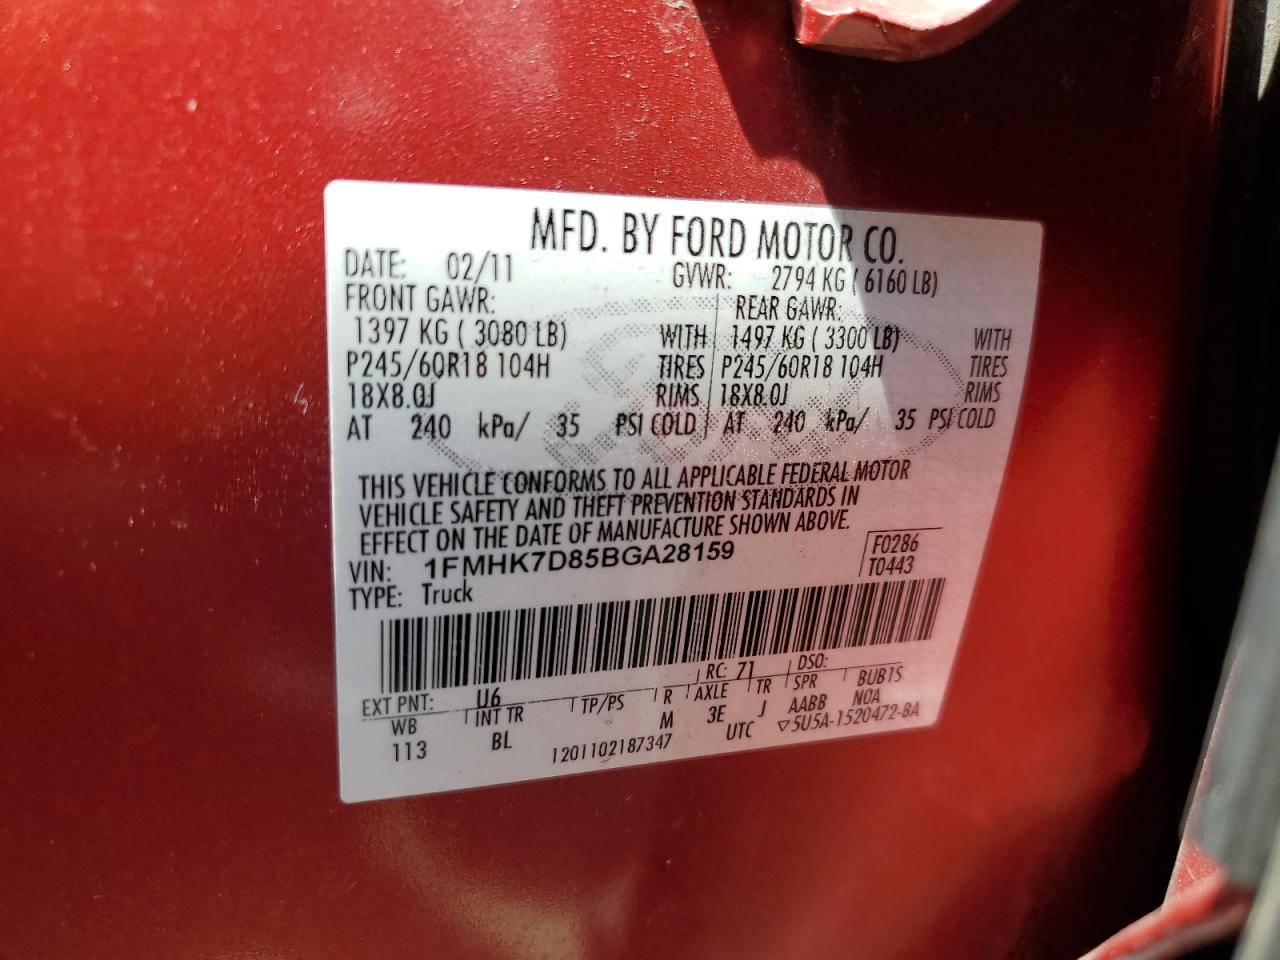 MFD. BY FORD MOTOR CO.
DATE: 02/11 GVWR: 2794 KG ( 6160 LB)
FRONT GAWR: REAR GAWR:
1397 KG ( 3080 LB) WITH 1497 KG ( 3300 LB) WITH
P245/60R18 104H TIRES P245/60R18 104H TIRES
18X8.0J RIMS 18X8.0J RIMS
AT 240 kPa/ 35 PSI COLD AT 240 kPa/ 35 PSI COLD
THIS VEHICLE CONFORMS TO ALL APPLICABLE FEDERAL MOTOR
VEHICLE SAFETY AND THEFT PREVENTION STANDARDS IN
EFFECT ON THE DATE OF MANUFACTURE SHOWN ABOVE.
VIN: 1FMHK7D85BGA28159 F0286
TYPE: Truck T0443
EXT PNT: U6 RC: 71 DSO:
WB INT TR TP/PS R AXLE TR SPR BUB1S
113 BL M 3E J AABB NOA
1201102187347 UTC ▽5U5A-1520472-BA